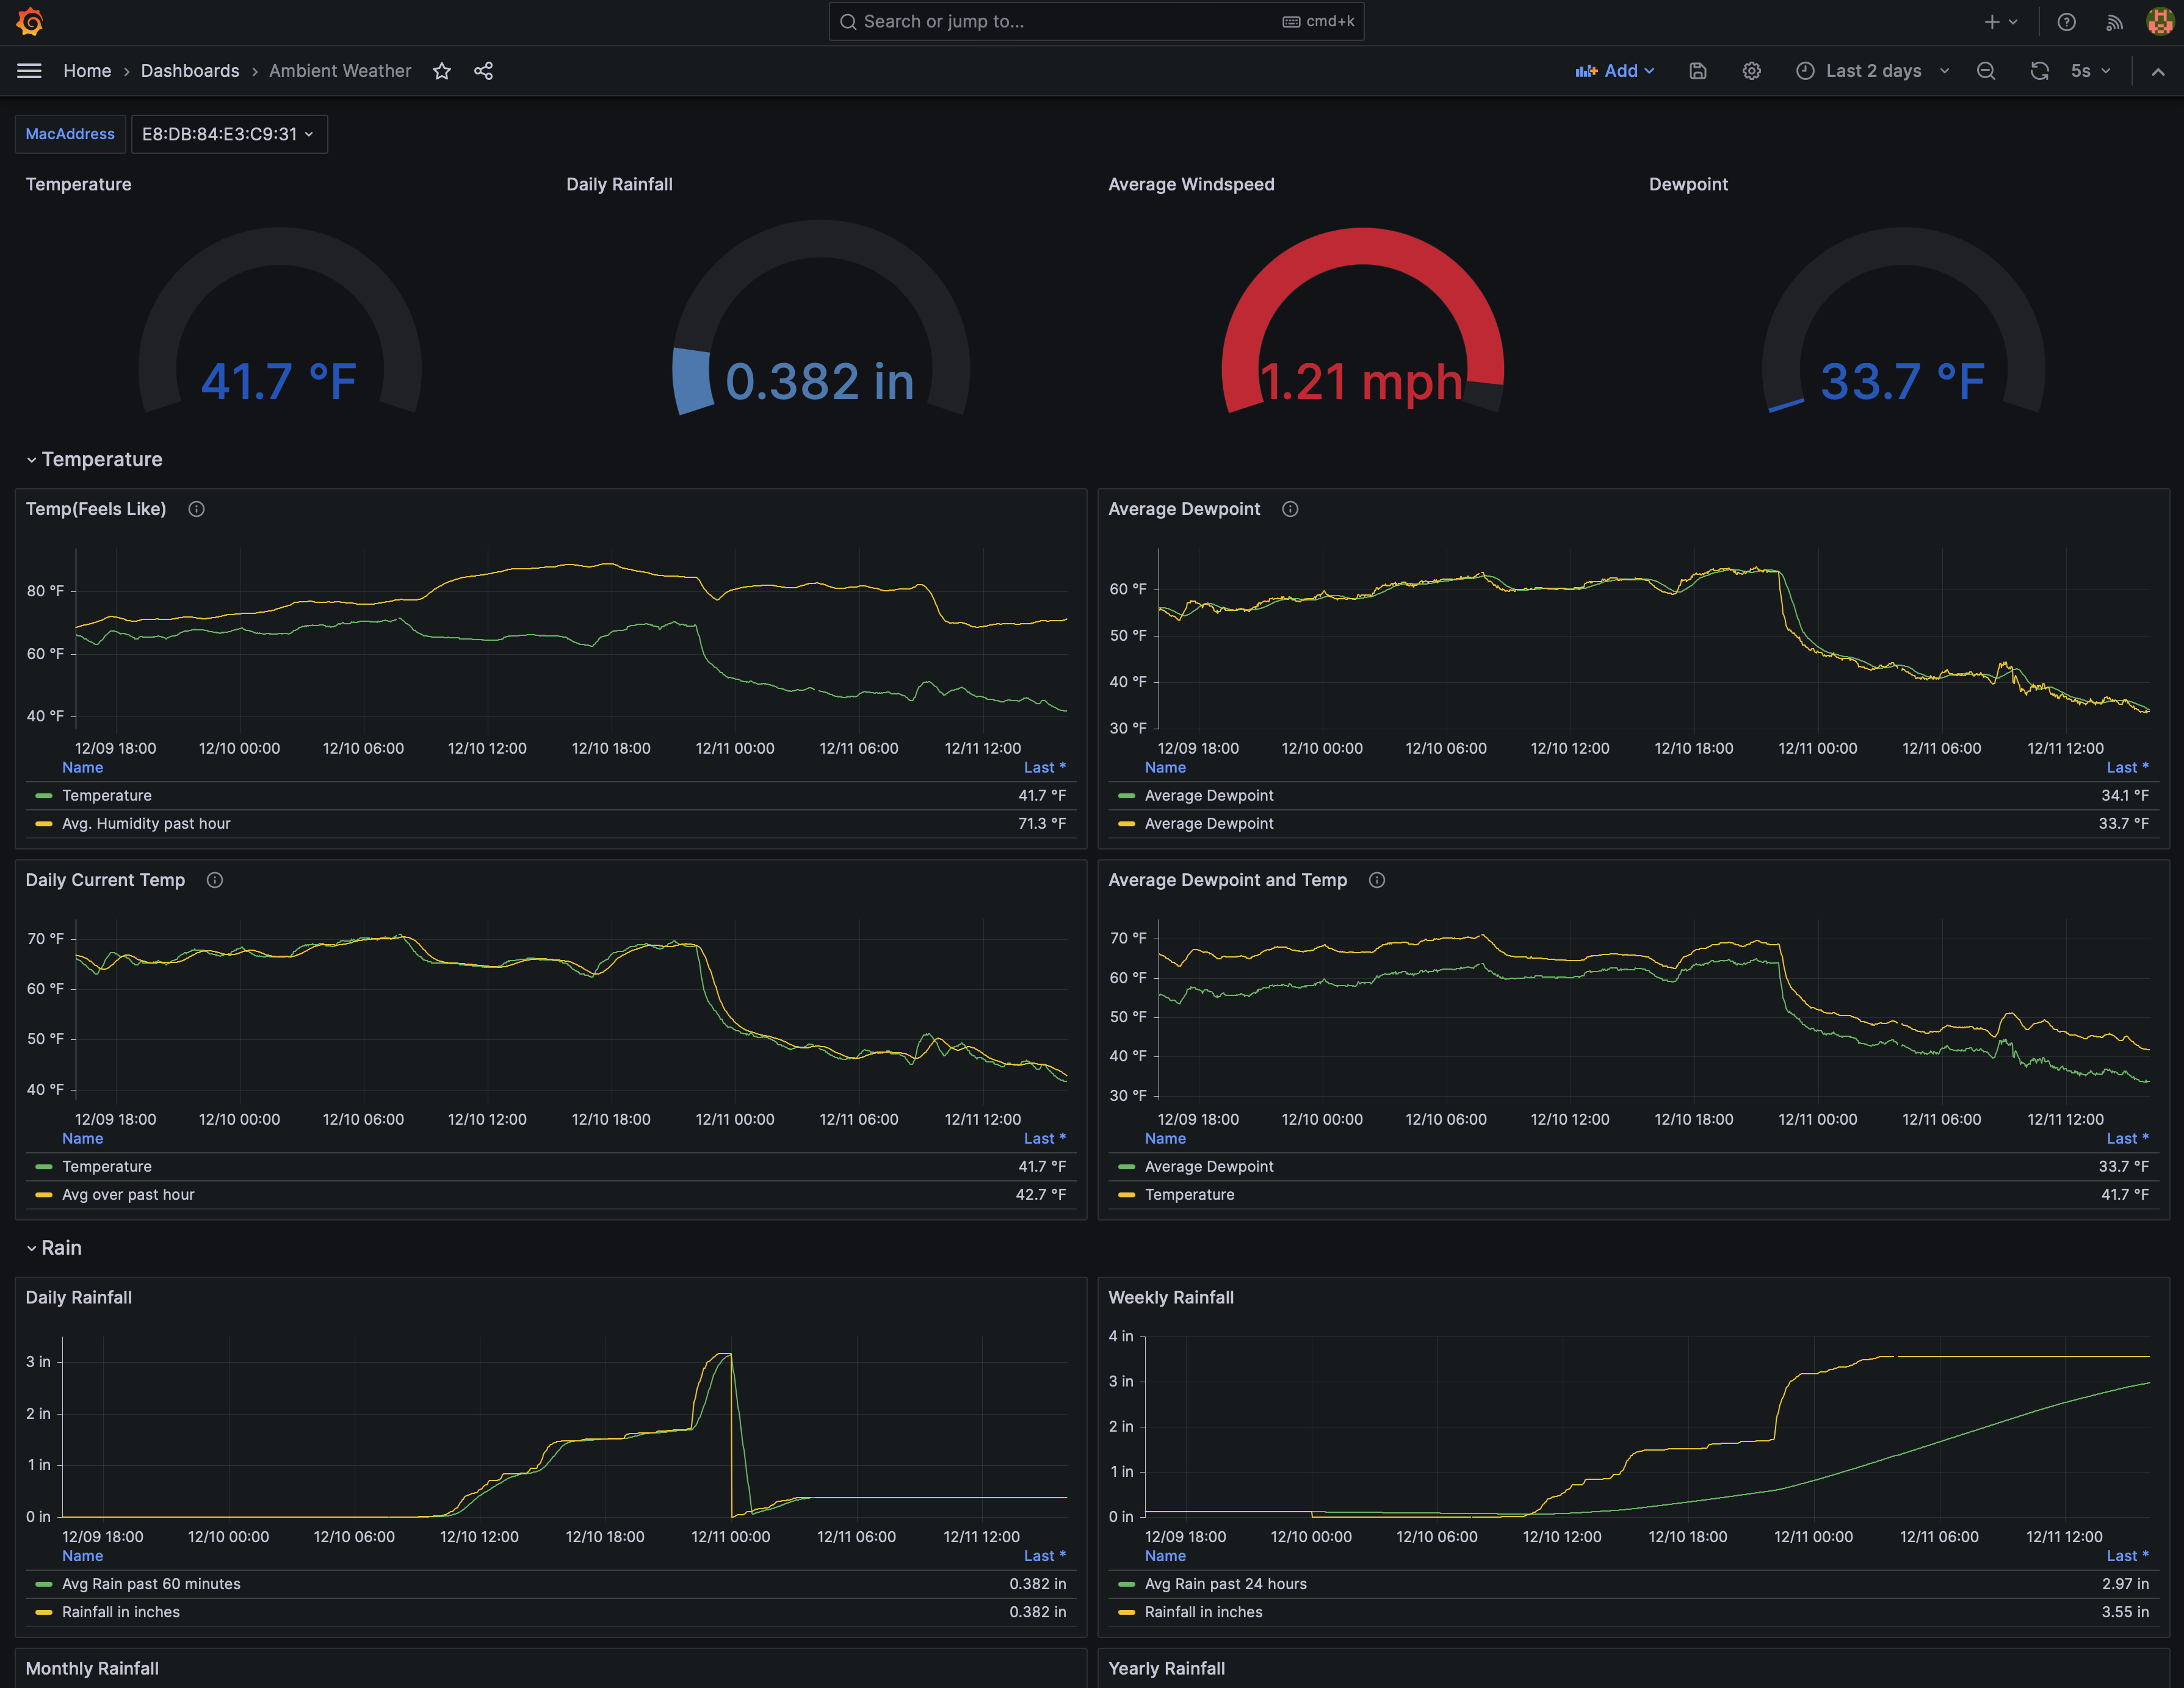 Search or jump to... cmd+k
Home › Dashboards › Ambient Weather Add Last 2 days 5s
MacAddress E8:DB:84:E3:C9:31
Temperature Daily Rainfall Average Windspeed Dewpoint
41.7 °F 0.382 in 1.21 mph 33.7 °F
Temperature
Temp(Feels Like)
80 °F
60 °F
40 °F
12/09 18:00 12/10 00:00 12/10 06:00 12/10 12:00 12/10 18:00 12/11 00:00 12/11 06:00 12/11 12:00
Name Last *
Temperature 41.7 °F
Avg. Humidity past hour 71.3 °F
Average Dewpoint
60 °F
50 °F
40 °F
30 °F
12/09 18:00 12/10 00:00 12/10 06:00 12/10 12:00 12/10 18:00 12/11 00:00 12/11 06:00 12/11 12:00
Name Last *
Average Dewpoint 34.1 °F
Average Dewpoint 33.7 °F
Daily Current Temp
70 °F
60 °F
50 °F
40 °F
12/09 18:00 12/10 00:00 12/10 06:00 12/10 12:00 12/10 18:00 12/11 00:00 12/11 06:00 12/11 12:00
Name Last *
Temperature 41.7 °F
Avg over past hour 42.7 °F
Average Dewpoint and Temp
70 °F
60 °F
50 °F
40 °F
30 °F
12/09 18:00 12/10 00:00 12/10 06:00 12/10 12:00 12/10 18:00 12/11 00:00 12/11 06:00 12/11 12:00
Name Last *
Average Dewpoint 33.7 °F
Temperature 41.7 °F
Rain
Daily Rainfall
3 in
2 in
1 in
0 in
12/09 18:00 12/10 00:00 12/10 06:00 12/10 12:00 12/10 18:00 12/11 00:00 12/11 06:00 12/11 12:00
Name Last *
Avg Rain past 60 minutes 0.382 in
Rainfall in inches 0.382 in
Weekly Rainfall
4 in
3 in
2 in
1 in
0 in
12/09 18:00 12/10 00:00 12/10 06:00 12/10 12:00 12/10 18:00 12/11 00:00 12/11 06:00 12/11 12:00
Name Last *
Avg Rain past 24 hours 2.97 in
Rainfall in inches 3.55 in
Monthly Rainfall
Yearly Rainfall